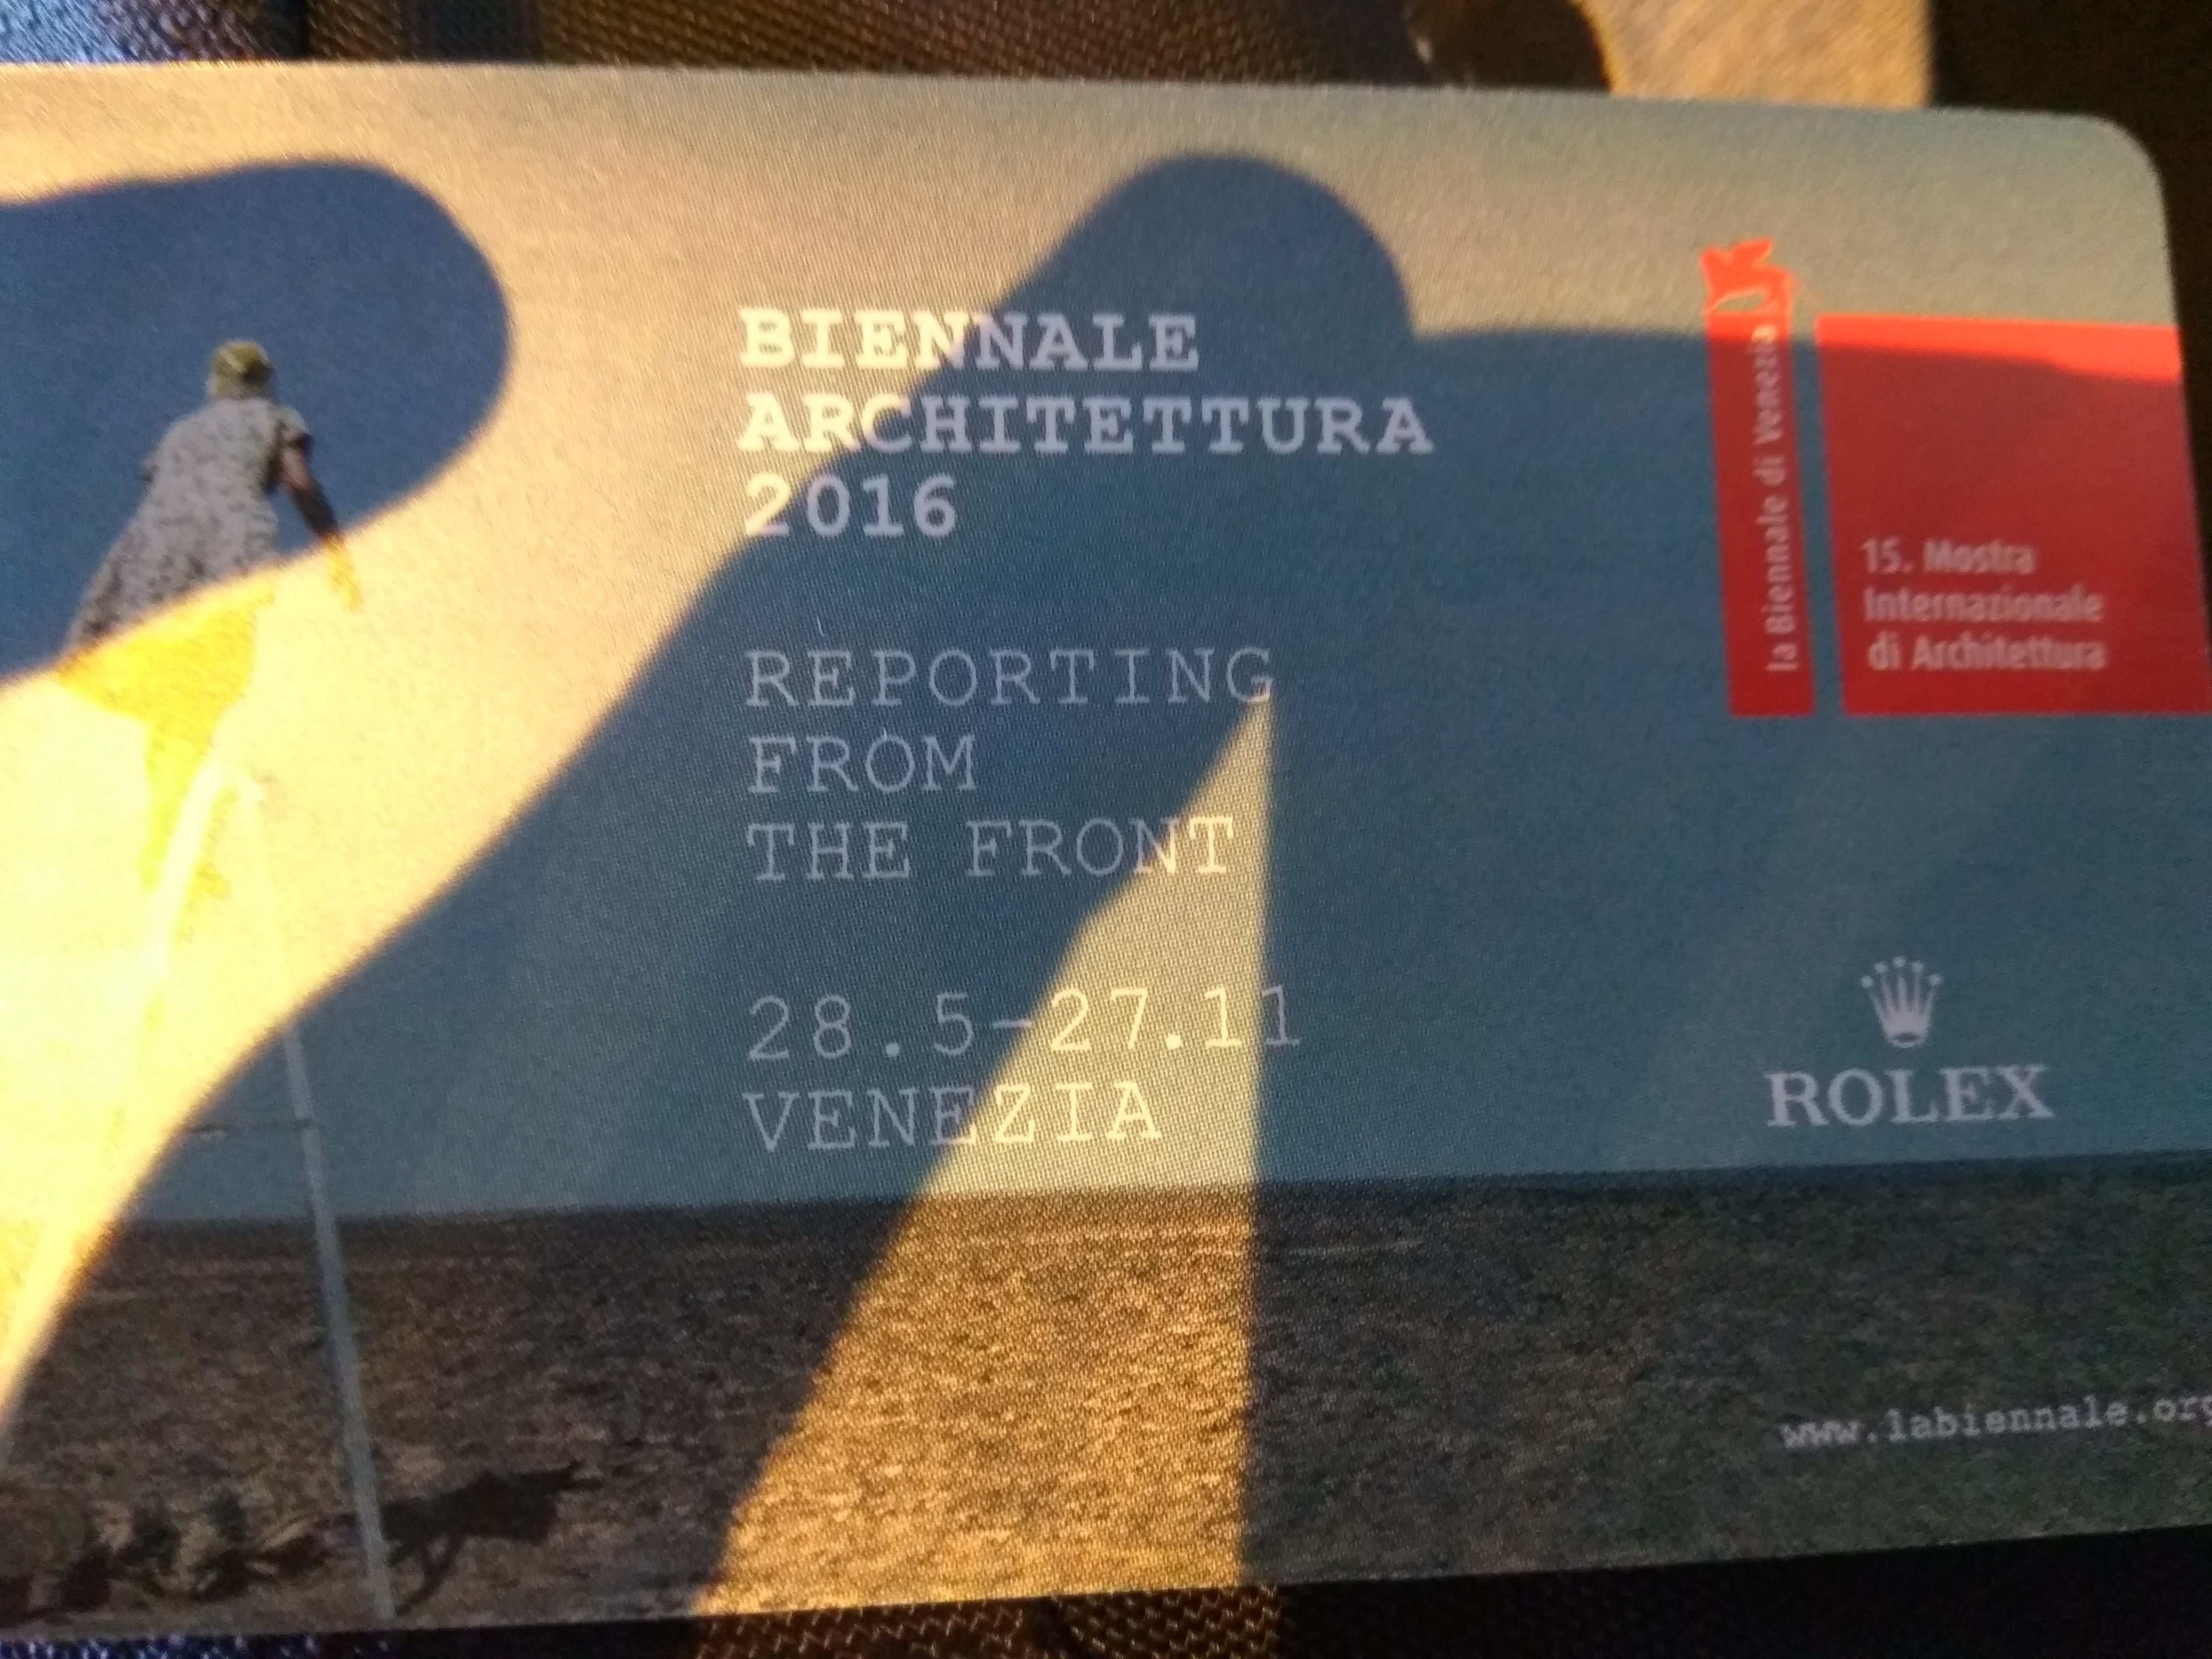 BIENNALE
ARCHITETTURA
2016
REPORTING
FROM
THE FRONT
28.5-27.11
VENEZIA
la Biennale di Venezia
15. Mostra
Internazionale
di Architettura
ROLEX
www.labiennale.org